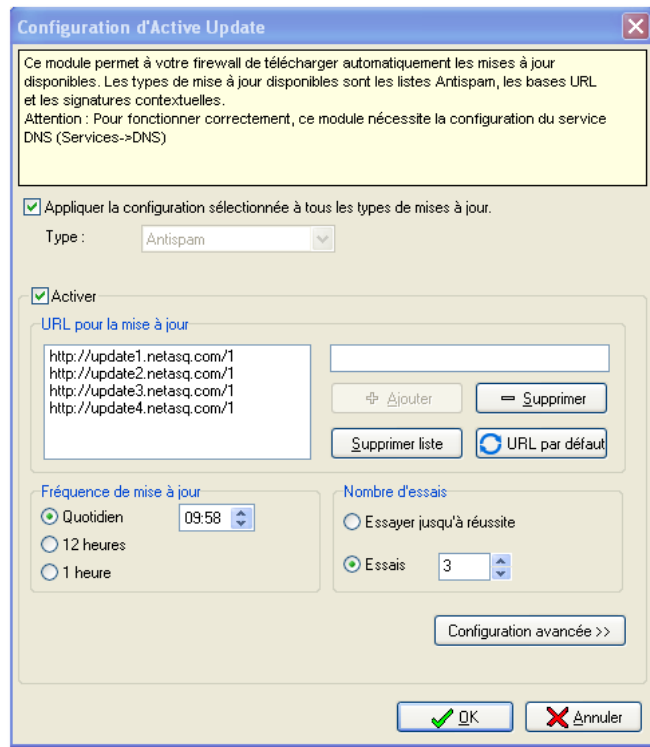 Configuration d'Active Update
Ce module permet à votre firewall de télécharger automatiquement les mises à jour
disponibles. Les types de mise à jour disponibles sont les listes Antispam, les bases URL
et les signatures contextuelles.
Attention : Pour fonctionner correctement, ce module nécessite la configuration du service
DNS (Services->DNS)
Appliquer la configuration sélectionnée à tous les types de mises à jour.
Type :
Antispam
Activer
URL pour la mise à jour
http://update1.netasq.com/1
http://update2.netasq.com/1
http://update3.netasq.com/1
http://update4.netasq.com/1
Ajouter
Supprimer
Supprimer liste
URL par défaut
Fréquence de mise à jour
Quotidien
09:58
12 heures
1 heure
Nombre d'essais
Essayer jusqu'à réussite
Essais
3
Configuration avancée >>
OK
Annuler